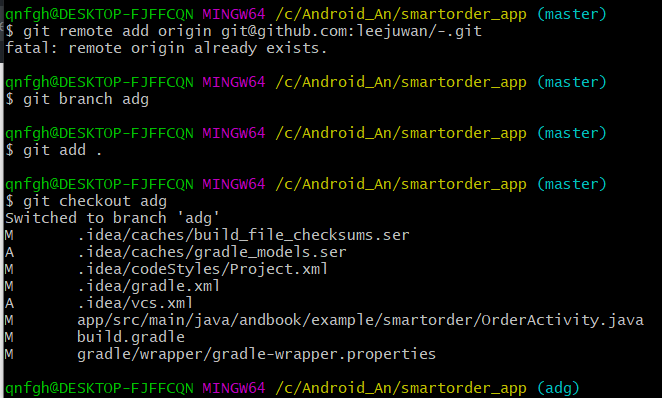 qnfgh@DESKTOP-FJFFCQN MINGW64 /c/Android_An/smartorder_app (master)
$ git remote add origin git@github.com:leejuwan/-.git
fatal: remote origin already exists.
qnfgh@DESKTOP-FJFFCQN MINGW64 /c/Android_An/smartorder_app (master)
$ git branch adg
qnfgh@DESKTOP-FJFFCQN MINGW64 /c/Android_An/smartorder_app (master)
$ git add .
qnfgh@DESKTOP-FJFFCQN MINGW64 /c/Android_An/smartorder_app (master)
$ git checkout adg
Switched to branch 'adg'
M       .idea/caches/build_file_checksums.ser
A       .idea/caches/gradle_models.ser
M       .idea/codeStyles/Project.xml
M       .idea/gradle.xml
A       .idea/vcs.xml
M       app/src/main/java/andbook/example/smartorder/OrderActivity.java
M       build.gradle
M       gradle/wrapper/gradle-wrapper.properties
qnfgh@DESKTOP-FJFFCQN MINGW64 /c/Android_An/smartorder_app (adg)